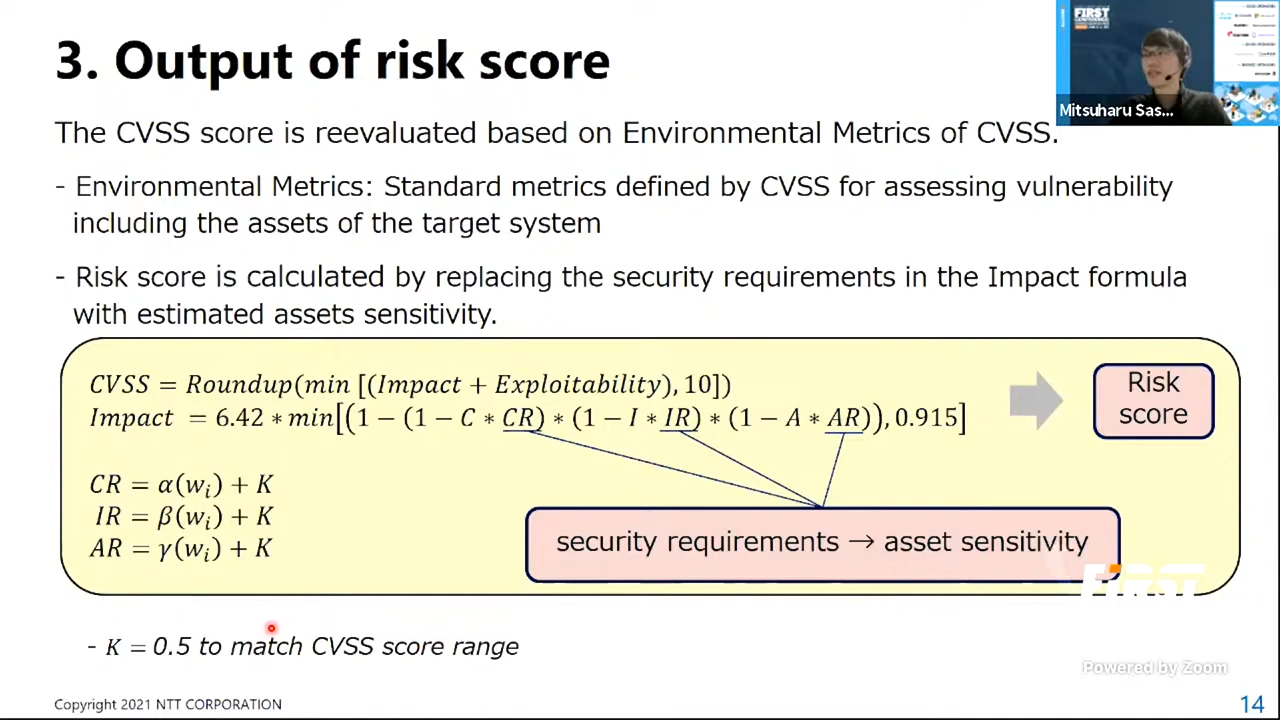 3. Output of risk score
FIRST
CONFERENCE
Mitsuharu Sas...
The CVSS score is reevaluated based on Environmental Metrics of CVSS.
- Environmental Metrics: Standard metrics defined by CVSS for assessing vulnerability
including the assets of the target system
- Risk score is calculated by replacing the security requirements in the Impact formula
with estimated assets sensitivity.
CVSS = Roundup(min [(Impact + Exploitability), 10])
Impact = 6.42 * min[(1 − (1 − C * CR) * (1 − I * IR) * (1 − A * AR)), 0.915]
Risk
score
CR = α(wᵢ) + K
IR = β(wᵢ) + K
AR = γ(wᵢ) + K
security requirements → asset sensitivity
FIRST
- K = 0.5 to match CVSS score range
Powered by Zoom
Copyright 2021 NTT CORPORATION
14